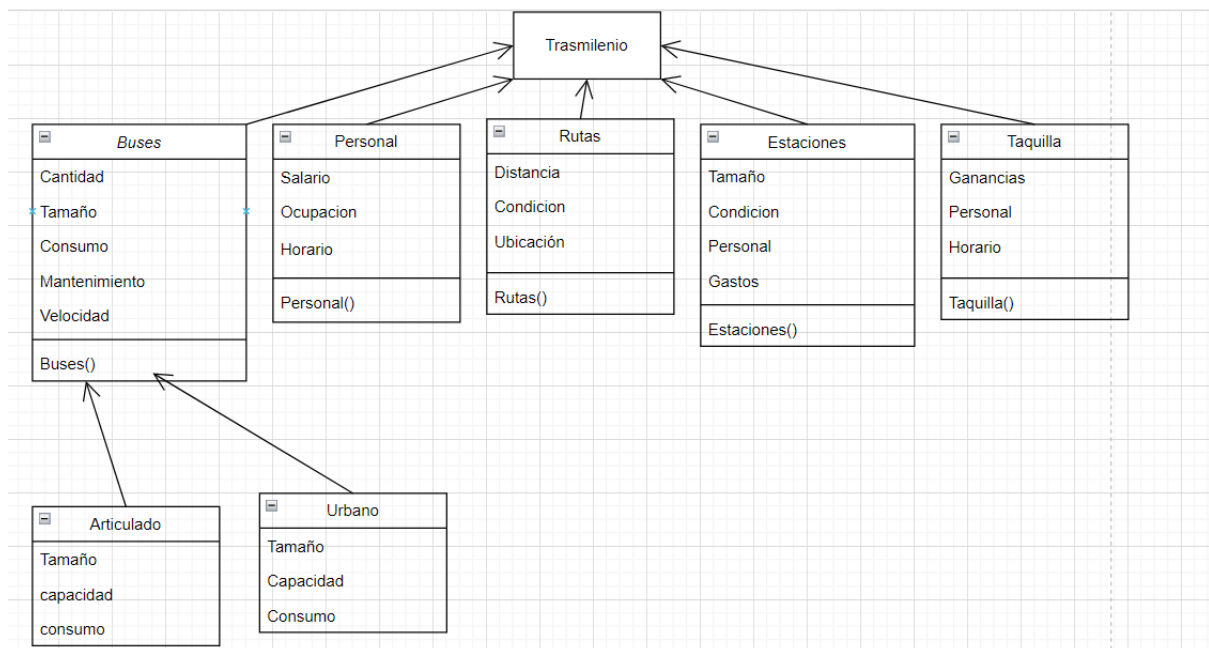 Trasmilenio
Buses
Cantidad
Tamaño
Consumo
Mantenimiento
Velocidad
Buses()
Personal
Salario
Ocupacion
Horario
Personal()
Rutas
Distancia
Condicion
Ubicación
Rutas()
Estaciones
Tamaño
Condicion
Personal
Gastos
Estaciones()
Taquilla
Ganancias
Personal
Horario
Taquilla()
Articulado
Tamaño
capacidad
consumo
Urbano
Tamaño
Capacidad
Consumo